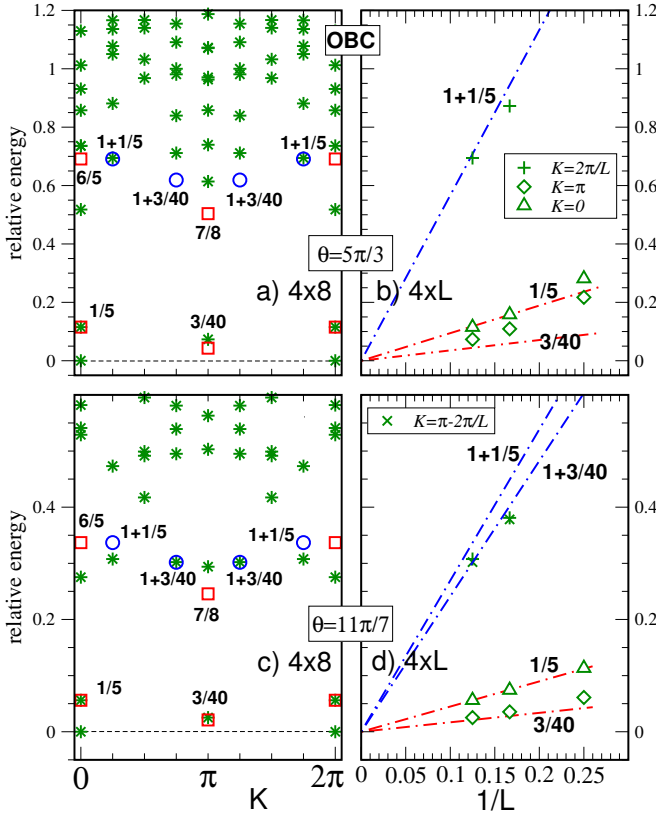 1.2
1
0.8
0.6
0.4
0.2
0
relative energy
1+1/5
1+1/5
6/5
1+3/40
1+3/40
7/8
1/5
3/40
a) 4x8
OBC
θ=5π/3
1+1/5
K=2π/L
K=π
K=0
1/5
3/40
b) 4xL
1.2
1
0.8
0.6
0.4
0.2
0
0.4
0.2
0
relative energy
6/5
1+1/5
1+1/5
1+3/40
1+3/40
7/8
1/5
3/40
c) 4x8
0
π
2π
K
θ=11π/7
K=π-2π/L
1+1/5
1+3/40
1/5
3/40
d) 4xL
0.4
0.2
0
0
0.05
0.1
0.15
0.2
0.25
1/L